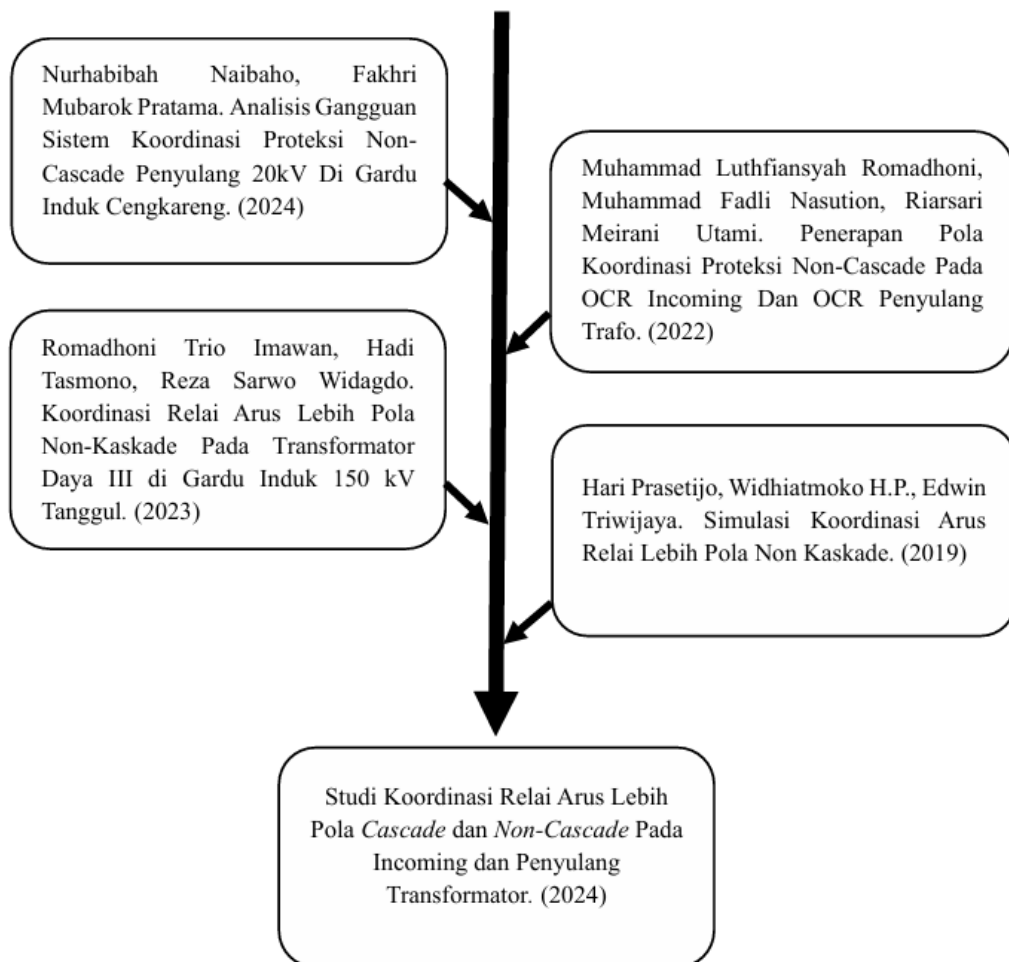 Nurhabibah Naibaho, Fakhri
Mubarok Pratama. Analisis Gangguan
Sistem Koordinasi Proteksi Non-
Cascade Penyulang 20kV Di Gardu
Induk Cengkareng. (2024)
Muhammad Luthfiansyah Romadhoni,
Muhammad Fadli Nasution, Riarsari
Meirani Utami. Penerapan Pola
Koordinasi Proteksi Non-Cascade Pada
OCR Incoming Dan OCR Penyulang
Trafo. (2022)
Romadhoni Trio Imawan, Hadi
Tasmono, Reza Sarwo Widagdo.
Koordinasi Relai Arus Lebih Pola
Non-Kaskade Pada Transformator
Daya III di Gardu Induk 150 kV
Tanggul. (2023)
Hari Prasetijo, Widhiatmoko H.P., Edwin
Triwijaya. Simulasi Koordinasi Arus
Relai Lebih Pola Non Kaskade. (2019)
Studi Koordinasi Relai Arus Lebih
Pola Cascade dan Non-Cascade Pada
Incoming dan Penyulang
Transformator. (2024)